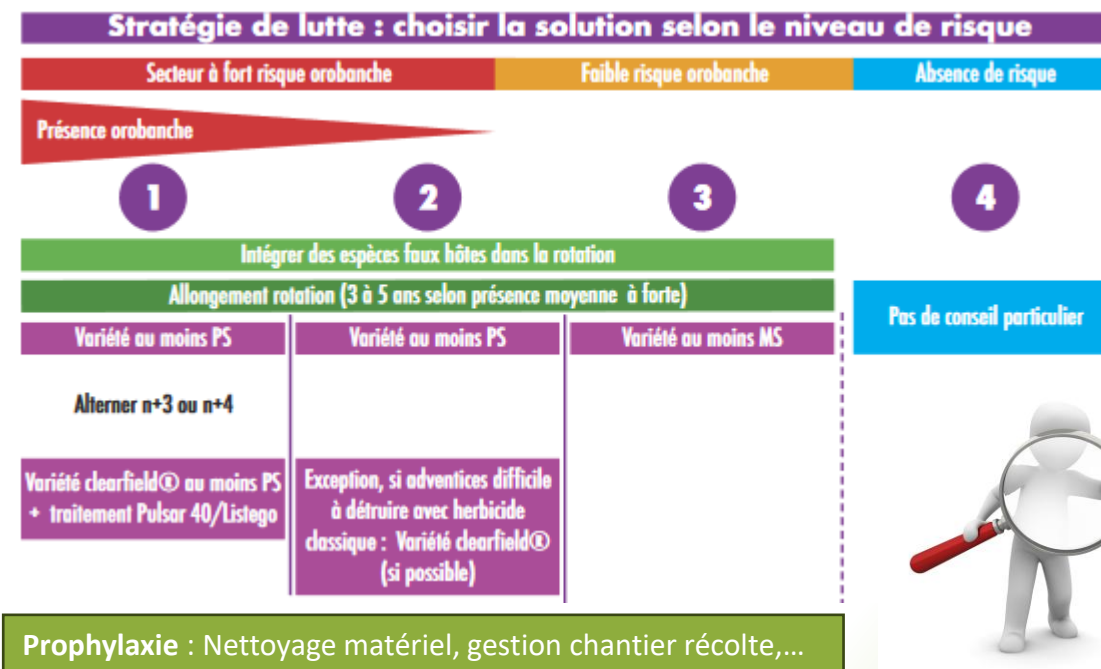 Stratégie de lutte : choisir la solution selon le niveau de risque
Secteur à fort risque orobanche
Faible risque orobanche
Absence de risque
Présence orobanche
1
2
3
4
Intégrer des espèces faux hôtes dans la rotation
Allongement rotation (3 à 5 ans selon présence moyenne à forte)
Pas de conseil particulier
Variété au moins PS
Variété au moins PS
Variété au moins MS
Alterner n+3 ou n+4
Variété clearfield® au moins PS
+ traitement Pulsar 40/Listego
Exception, si adventices difficile
à détruire avec herbicide
classique : Variété clearfield®
(si possible)
Prophylaxie : Nettoyage matériel, gestion chantier récolte,...